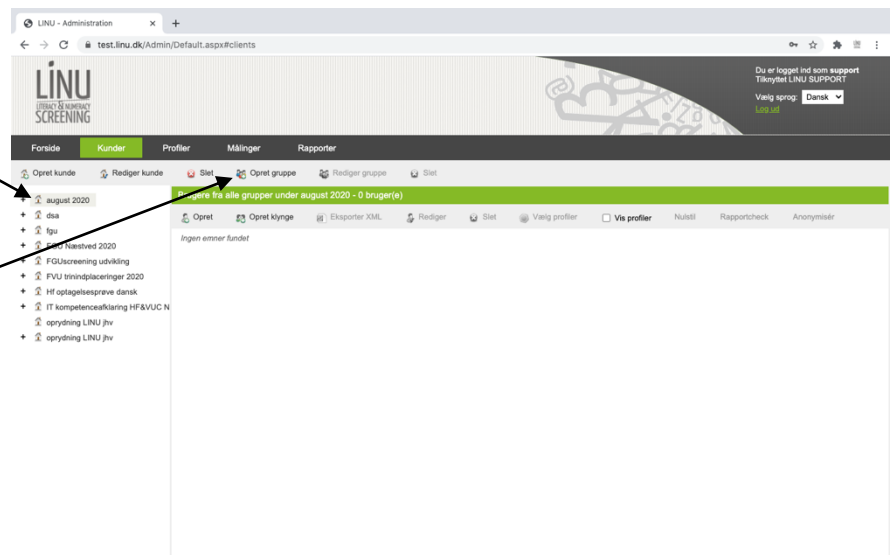 LINU - Administration
test.linu.dk/Admin/Default.aspx#clients
LINU
LITERACY & NUMERACY
SCREENING
Du er logget ind som support
Tilknyttet LINU SUPPORT
Vælg sprog: Dansk
Log ud
Forside Kunder Profiler Målinger Rapporter
Opret kunde Rediger kunde Slet Opret gruppe Rediger gruppe Slet
august 2020
dsa
fgu
FGU Næstved 2020
FGUscreening udvikling
FVU trinindplaceringer 2020
Hf optagelsesprøve dansk
IT kompetenceafklaring HF&VUC N
oprydning LINU jhv
oprydning LINU jhv
Brugere fra alle grupper under august 2020 - 0 bruger(e)
Opret Opret klynge Eksporter XML Rediger Slet Vælg profiler Vis profiler Nulstil Rapportcheck Anonymisér
Ingen emner fundet